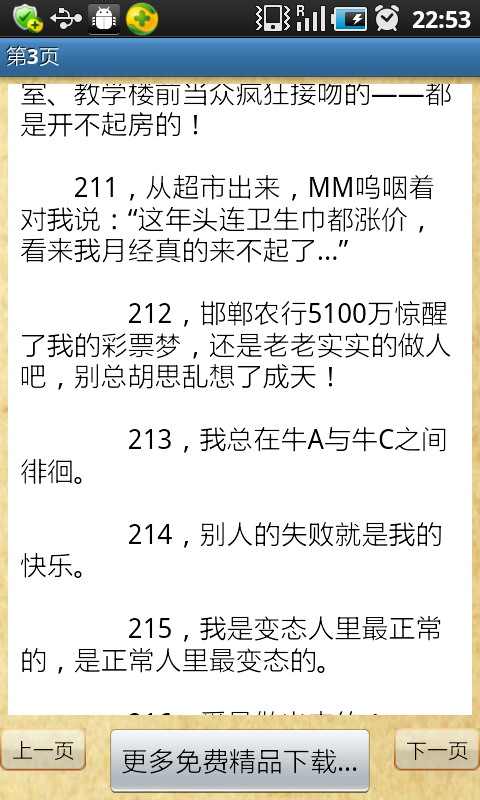 22:53
第3页
室、教学楼前当众疯狂接吻的——都
是开不起房的！
211，从超市出来，MM呜咽着
对我说：“这年头连卫生巾都涨价，
看来我月经真的来不起了...”
212，邯郸农行5100万惊醒
了我的彩票梦，还是老老实实的做人
吧，别总胡思乱想了成天！
213，我总在牛A与牛C之间
徘徊。
214，别人的失败就是我的
快乐。
215，我是变态人里最正常
的，是正常人里最变态的。
上一页
更多免费精品下载...
下一页